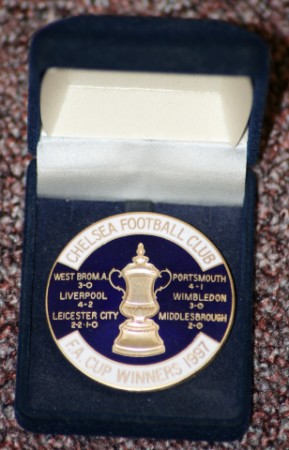 CHELSEA FOOTBALL CLUB
WEST BROM.A.
3-0
LIVERPOOL
4-2
LEICESTER CITY
2-2 1-0
PORTSMOUTH
4-1
WIMBLEDON
3-0
MIDDLESBROUGH
2-0
F.A. CUP WINNERS 1997